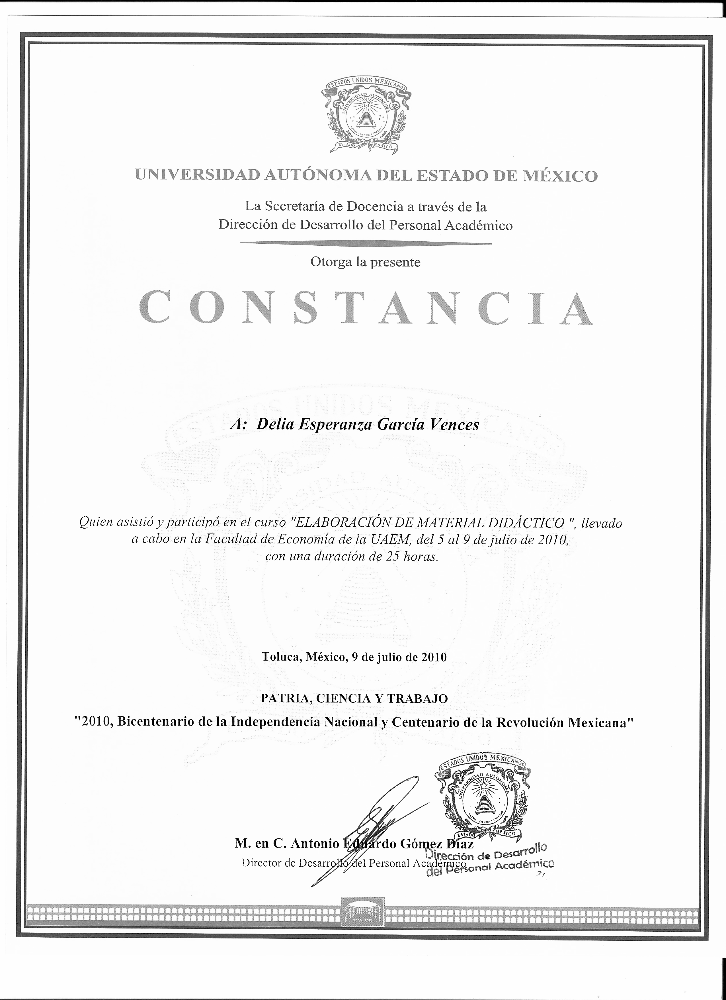 ESTADOS UNIDOS MEXICANOS
UNIVERSIDAD AUTONOMA
PATRIA • CIENCIA Y TRABAJO
ESTADO DE MEXICO
UNIVERSIDAD AUTÓNOMA DEL ESTADO DE MÉXICO
La Secretaría de Docencia a través de la
Dirección de Desarrollo del Personal Académico
Otorga la presente
CONSTANCIA
A: Delia Esperanza García Vences
Quien asistió y participó en el curso "ELABORACIÓN DE MATERIAL DIDÁCTICO ", llevado
a cabo en la Facultad de Economía de la UAEM, del 5 al 9 de julio de 2010,
con una duración de 25 horas.
Toluca, México, 9 de julio de 2010
PATRIA, CIENCIA Y TRABAJO
"2010, Bicentenario de la Independencia Nacional y Centenario de la Revolución Mexicana"
ESTADOS UNIDOS MEXICANOS
UNIVERSIDAD AUTONOMA
PATRIA CIENCIA Y TRABAJO
ESTADO DE MEXICO
M. en C. Antonio Eduardo Gómez Díaz
Director de Desarrollo del Personal Académico
Dirección de Desarrollo
del Personal Académico
2009 - 2013